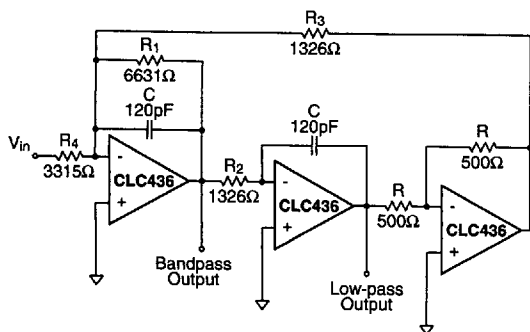 R3
1326Ω
R1
6631Ω
C
120pF
C
120pF
Vin
R4
3315Ω
-
+
CLC436
R2
1326Ω
-
+
CLC436
R
500Ω
R
500Ω
-
+
CLC436
Bandpass
Output
Low-pass
Output